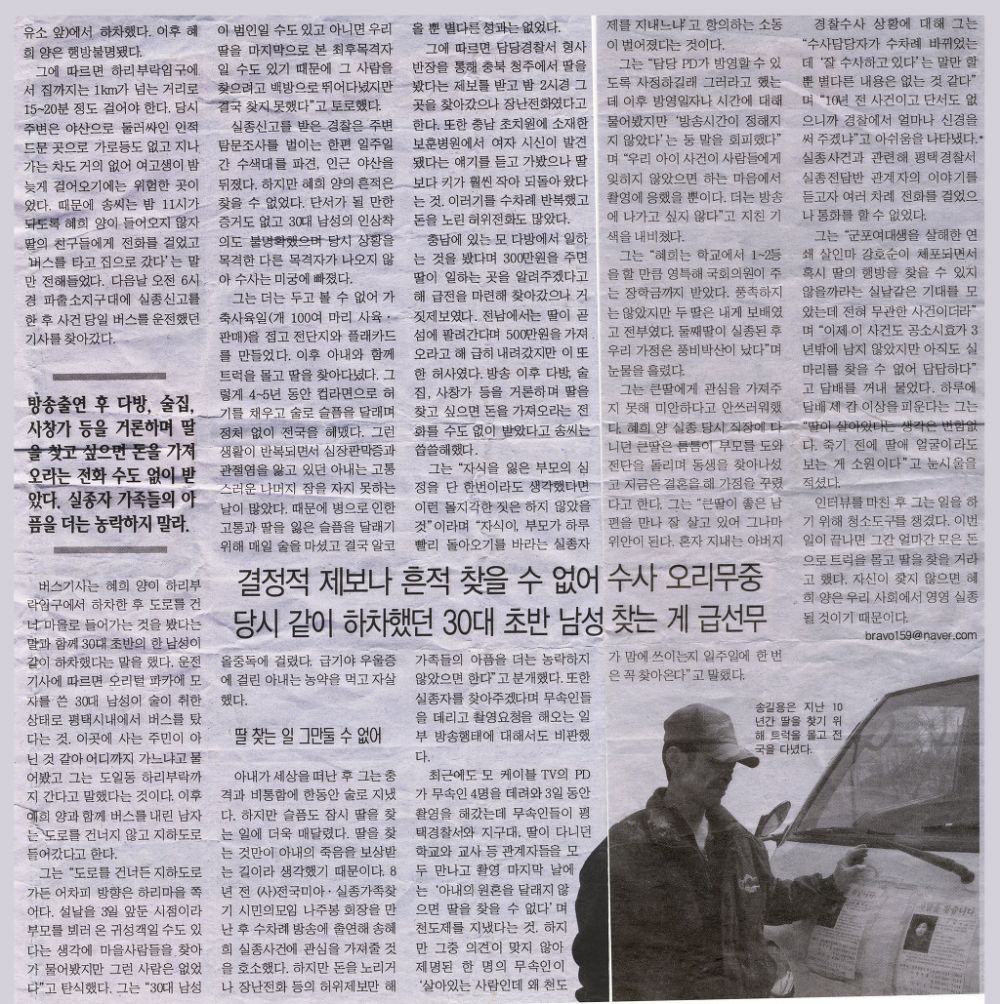 유소 앞)에서 하차했다. 이후 혜
희 양은 행방불명됐다.
그에 따르면 하리부락입구에
서 집까지는 1km가 넘는 거리로
15~20분 정도 걸어야 한다. 당시
주변은 야산으로 둘러싸인 인적
드문 곳으로 가로등도 없고 지나
가는 차도 거의 없어 여고생이 밤
늦게 걸어오기에는 위험한 곳이
었다. 때문에 송씨는 밤 11시가
되도록 혜희 양이 들어오지 않자
딸의 친구들에게 전화를 걸었고
‘버스를 타고 집으로 갔다’는 말
만 전해들었다. 다음날 오전 6시
경 파출소지구대에 실종신고를
한 후 사건 당일 버스를 운전했던
기사를 찾아갔다.
방송출연 후 다방, 술집,
사창가 등을 거론하며 딸
을 찾고 싶으면 돈을 가져
오라는 전화 수도 없이 받
았다. 실종자 가족들의 아
픔을 더는 농락하지 말라.
버스기사는 혜희 양이 하리부
락입구에서 하차한 후 도로를 건
너 마을로 들어가는 것을 봤다는
말과 함께 30대 초반의 한 남성이
같이 하차했다는 말을 했다. 운전
기사에 따르면 오리털 파카에 모
자를 쓴 30대 남성이 술이 취한
상태로 평택시내에서 버스를 탔
다는 것. 이곳에 사는 주민이 아
닌 것 같아 어디까지 가느냐고 물
어봤고 그는 도일동 하리부락까
지 간다고 말했다는 것이다. 이후
혜희 양과 함께 버스를 내린 남자
는 도로를 건너지 않고 지하도로
들어갔다고 한다.
그는 “도로를 건너든 지하도로
가든 어차피 방향은 하리마을 쪽
이다. 설날을 3일 앞둔 시점이라
부모를 뵈러 온 귀성객일 수도 있
다는 생각에 마을사람들을 찾아
가 물어봤지만 그런 사람은 없었
다”고 탄식했다. 그는 “30대 남성
이 범인일 수도 있고 아니면 우리
딸을 마지막으로 본 최후목격자
일 수도 있기 때문에 그 사람을
찾으려고 백방으로 뛰어다녔지만
결국 찾지 못했다”고 토로했다.
실종신고를 받은 경찰은 주변
탐문조사를 벌이는 한편 일주일
간 수색대를 파견, 인근 야산을
뒤졌다. 하지만 혜희 양의 흔적은
찾을 수 없었다. 단서가 될 만한
증거도 없고 30대 남성의 인상착
의도 불명확했으며 당시 상황을
목격한 다른 목격자가 나오지 않
아 수사는 미궁에 빠졌다.
그는 더는 두고 볼 수 없어 가
축사육일(개 100여 마리 사육·
판매)을 접고 전단지와 플래카드
를 만들었다. 이후 아내와 함께
트럭을 몰고 딸을 찾아다녔다. 그
렇게 4~5년 동안 컵라면으로 허
기를 채우고 술로 슬픔을 달래며
정처 없이 전국을 헤맸다. 그런
생활이 반복되면서 심장판막증과
관절염을 앓고 있던 아내는 고통
스러운 나머지 잠을 자지 못하는
날이 많았다. 때문에 병으로 인한
고통과 딸을 잃은 슬픔을 달래기
위해 매일 술을 마셨고 결국 알코
올중독에 걸렸다. 급기야 우울증
에 걸린 아내는 농약을 먹고 자살
했다.
딸 찾는 일 그만둘 수 없어
아내가 세상을 떠난 후 그는 충
격과 비통함에 한동안 술로 지냈
다. 하지만 슬픔도 잠시 딸을 찾
는 일에 더욱 매달렸다. 딸을 찾
는 것만이 아내의 죽음을 보상받
는 길이라 생각했기 때문이다. 8
년 전 (사)전국미아·실종가족찾
기 시민의모임 나주봉 회장을 만
난 후 수차례 방송에 출연해 송혜
희 실종사건에 관심을 가져줄 것
을 호소했다. 하지만 돈을 노리거
나 장난전화 등의 허위제보만 해
올 뿐 별다른 성과는 없었다.
그에 따르면 담당경찰서 형사
반장을 통해 충북 청주에서 딸을
봤다는 제보를 받고 밤 2시경 그
곳을 찾아갔으나 장난전화였다고
한다. 또한 충남 초치원에 소재한
보훈병원에서 여자 시신이 발견
됐다는 얘기를 듣고 가봤으나 딸
보다 키가 훨씬 작아 되돌아 왔다
는 것. 이러기를 수차례 반복했고
돈을 노린 허위전화도 많았다.
충남에 있는 모 다방에서 일하
는 것을 봤다며 300만원을 주면
딸이 일하는 곳을 알려주겠다고
해 급전을 마련해 찾아갔으나 거
짓제보였다. 전남에서는 딸이 곧
섬에 팔려간다며 500만원을 가져
오라고 해 급히 내려갔지만 이 또
한 허사였다. 방송 이후 다방, 술
집, 사창가 등을 거론하며 딸을
찾고 싶으면 돈을 가져오라는 전
화를 수도 없이 받았다고 송씨는
씁쓸해했다.
그는 “자식을 잃은 부모의 심
정을 단 한번이라도 생각했다면
이런 몰지각한 짓은 하지 않았을
것”이라며 “자식이, 부모가 하루
빨리 돌아오기를 바라는 실종자
가족들의 아픔을 더는 농락하지
않았으면 한다”고 분개했다. 또한
실종자를 찾아주겠다며 무속인들
을 데리고 촬영요청을 해오는 일
부 방송행태에 대해서도 비판했
다.
최근에도 모 케이블 TV의 PD
가 무속인 4명을 데려와 3일 동안
촬영을 해갔는데 무속인들이 평
택경찰서와 지구대, 딸이 다니던
학교와 교사 등 관계자들을 모
두 만나고 촬영 마지막 날에
는 ‘아내의 원혼을 달래지 않
으면 딸을 찾을 수 없다’며
천도제를 지냈다는 것. 하지
만 그중 의견이 맞지 않아
제명된 한 명의 무속인이
‘살아있는 사람인데 왜 천도
제를 지내느냐’고 항의하는 소동
이 벌어졌다는 것이다.
그는 “담당 PD가 방영할 수 있
도록 사정하길래 그러라고 했는
데 이후 방영일자나 시간에 대해
물어봤지만 ‘방송시간이 정해지
지 않았다’는 둥 말을 회피했다”
며 “우리 아이 사건이 사람들에게
잊히지 않았으면 하는 마음에서
촬영에 응했을 뿐이다. 더는 방송
에 나가고 싶지 않다”고 지친 기
색을 내비쳤다.
그는 “혜희는 학교에서 1~2등
을 할 만큼 영특해 국회의원이 주
는 장학금까지 받았다. 풍족하지
는 않았지만 두 딸은 내게 보배였
고 전부였다. 둘째딸이 실종된 후
우리 가정은 풍비박산이 났다”며
눈물을 흘렸다.
그는 큰딸에게 관심을 가져주
지 못해 미안하다고 안쓰러워했
다. 혜희 양 실종 당시 직장에 다
니던 큰딸은 틈틈이 부모를 도와
전단을 돌리며 동생을 찾아나섰
고 지금은 결혼을 해 가정을 꾸렸
다고 한다. 그는 “큰딸이 좋은 남
편을 만나 잘 살고 있어 그나마
위안이 된다. 혼자 지내는 아버지
가 맘에 쓰이는지 일주일에 한 번
은 꼭 찾아온다”고 말했다.
경찰수사 상황에 대해 그는
“수사담당자가 수차례 바뀌었는
데 ‘잘 수사하고 있다’는 말만 할
뿐 별다른 내용은 없는 것 같다”
며 “10년 전 사건이고 단서도 없
으니까 경찰에서 얼마나 신경을
써 주겠냐”고 아쉬움을 나타냈다.
실종사건과 관련해 평택경찰서
실종전담반 관계자의 이야기를
듣고자 여러 차례 전화를 걸었으
나 통화를 할 수 없었다.
그는 “군포여대생을 살해한 연
쇄 살인마 강호순이 체포되면서
혹시 딸의 행방을 찾을 수 있지
않을까라는 실낱같은 기대를 모
았는데 전혀 무관한 사건이더라”
며 “이제 이 사건도 공소시효가 3
년밖에 남지 않았지만 아직도 실
마리를 찾을 수 없어 답답하다”
고 담배를 꺼내 물었다. 하루에
담배 세 갑 이상을 피운다는 그는
“딸이 살아있다는 생각은 변함없
다. 죽기 전에 딸애 얼굴이라도
보는 게 소원이다”고 눈시울을
적셨다.
인터뷰를 마친 후 그는 일을 하
기 위해 청소도구를 챙겼다. 이번
일이 끝나면 그간 얼마간 모은 돈
으로 트럭을 몰고 딸을 찾을 거라
고 했다. 자신이 찾지 않으면 혜
희 양은 우리 사회에서 영영 실종
될 것이기 때문이다.
bravo159@naver.com
결정적 제보나 흔적 찾을 수 없어 수사 오리무중
당시 같이 하차했던 30대 초반 남성 찾는 게 급선무
송길용은 지난 10
년간 딸을 찾기 위
해 트럭을 몰고 전
국을 다녔다.